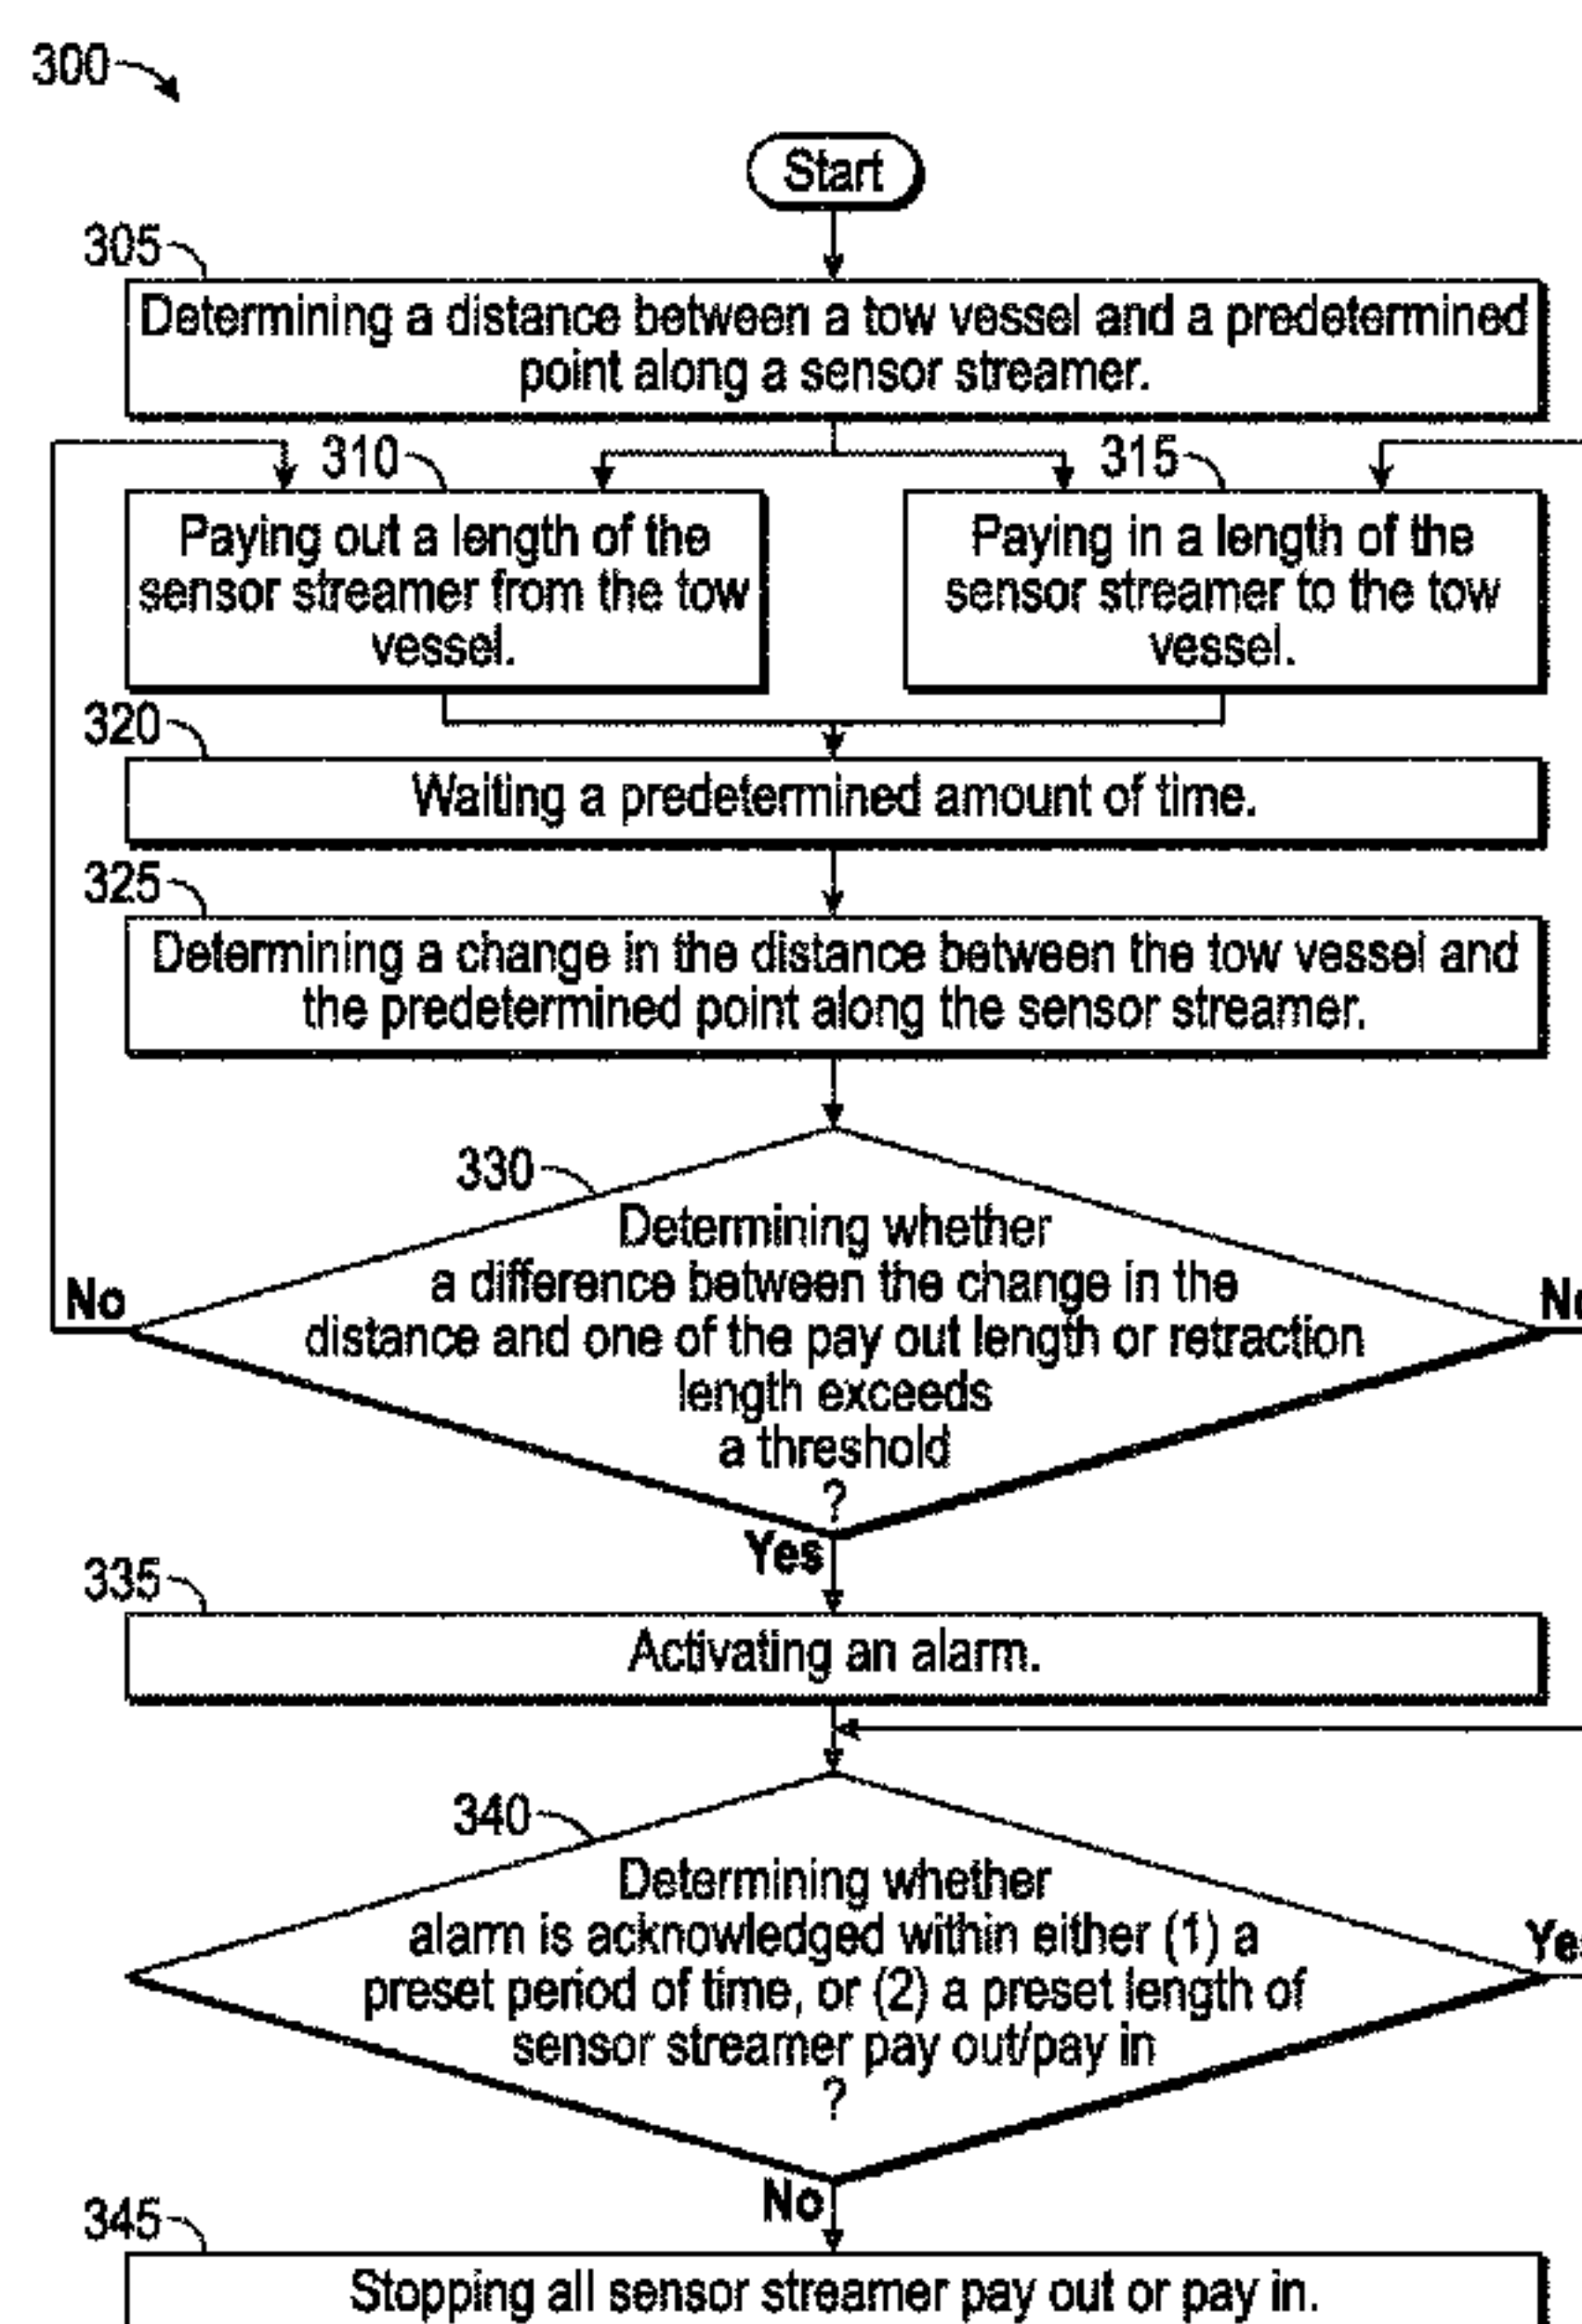 300
Start
305
Determining a distance between a tow vessel and a predetermined
point along a sensor streamer.
310
Paying out a length of the
sensor streamer from the tow
vessel.
315
Paying in a length of the
sensor streamer to the tow
vessel.
320
Waiting a predetermined amount of time.
325
Determining a change in the distance between the tow vessel and
the predetermined point along the sensor streamer.
330
Determining whether
a difference between the change in the
distance and one of the pay out length or retraction
length exceeds
a threshold
?
No
No
Yes
335
Activating an alarm.
340
Determining whether
alarm is acknowledged within either (1) a
preset period of time, or (2) a preset length of
sensor streamer pay out/pay in
?
Yes
No
345
Stopping all sensor streamer pay out or pay in.